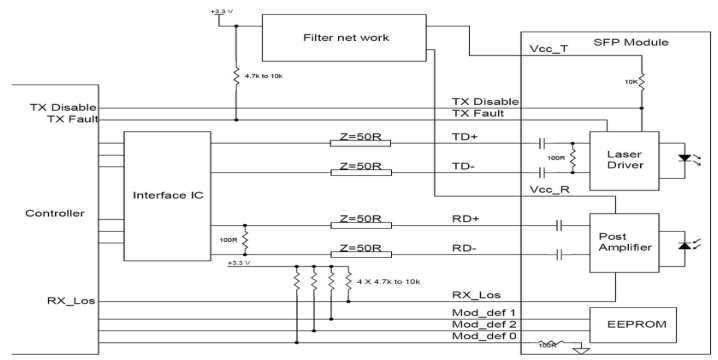 +3.3 V
Filter net work
SFP Module
Vcc_T
4.7k to 10k
10K
TX Disable
TX Disable
TX Fault
TX Fault
Z=50R
TD+
100R
Laser
Driver
Z=50R
TD-
Interface IC
Vcc_R
Controller
Z=50R
RD+
100R
Post
Amplifier
Z=50R
RD-
+3.3 V
4 X 4.7k to 10k
RX_Los
RX_Los
Mod_def 1
Mod_def 2
EEPROM
Mod_def 0
100R